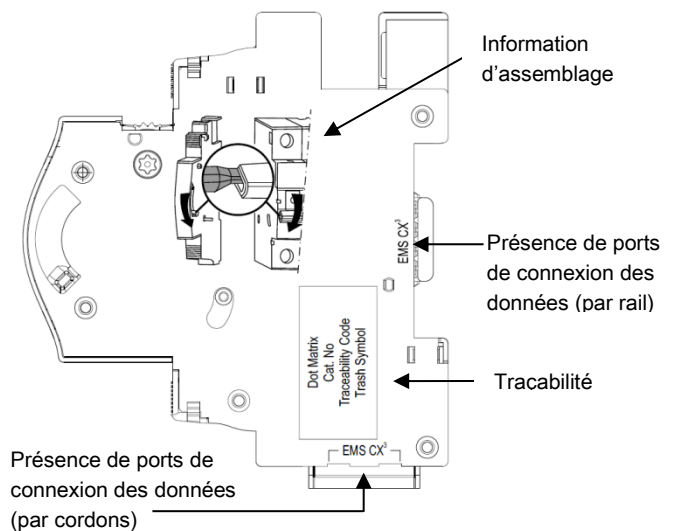 Information
d'assemblage
EMS CX³
Présence de ports
de connexion des
données (par rail)
Dot Matrix
Cat. No
Traceability Code
Trash Symbol
Tracabilité
EMS CX³
Présence de ports de
connexion des données
(par cordons)